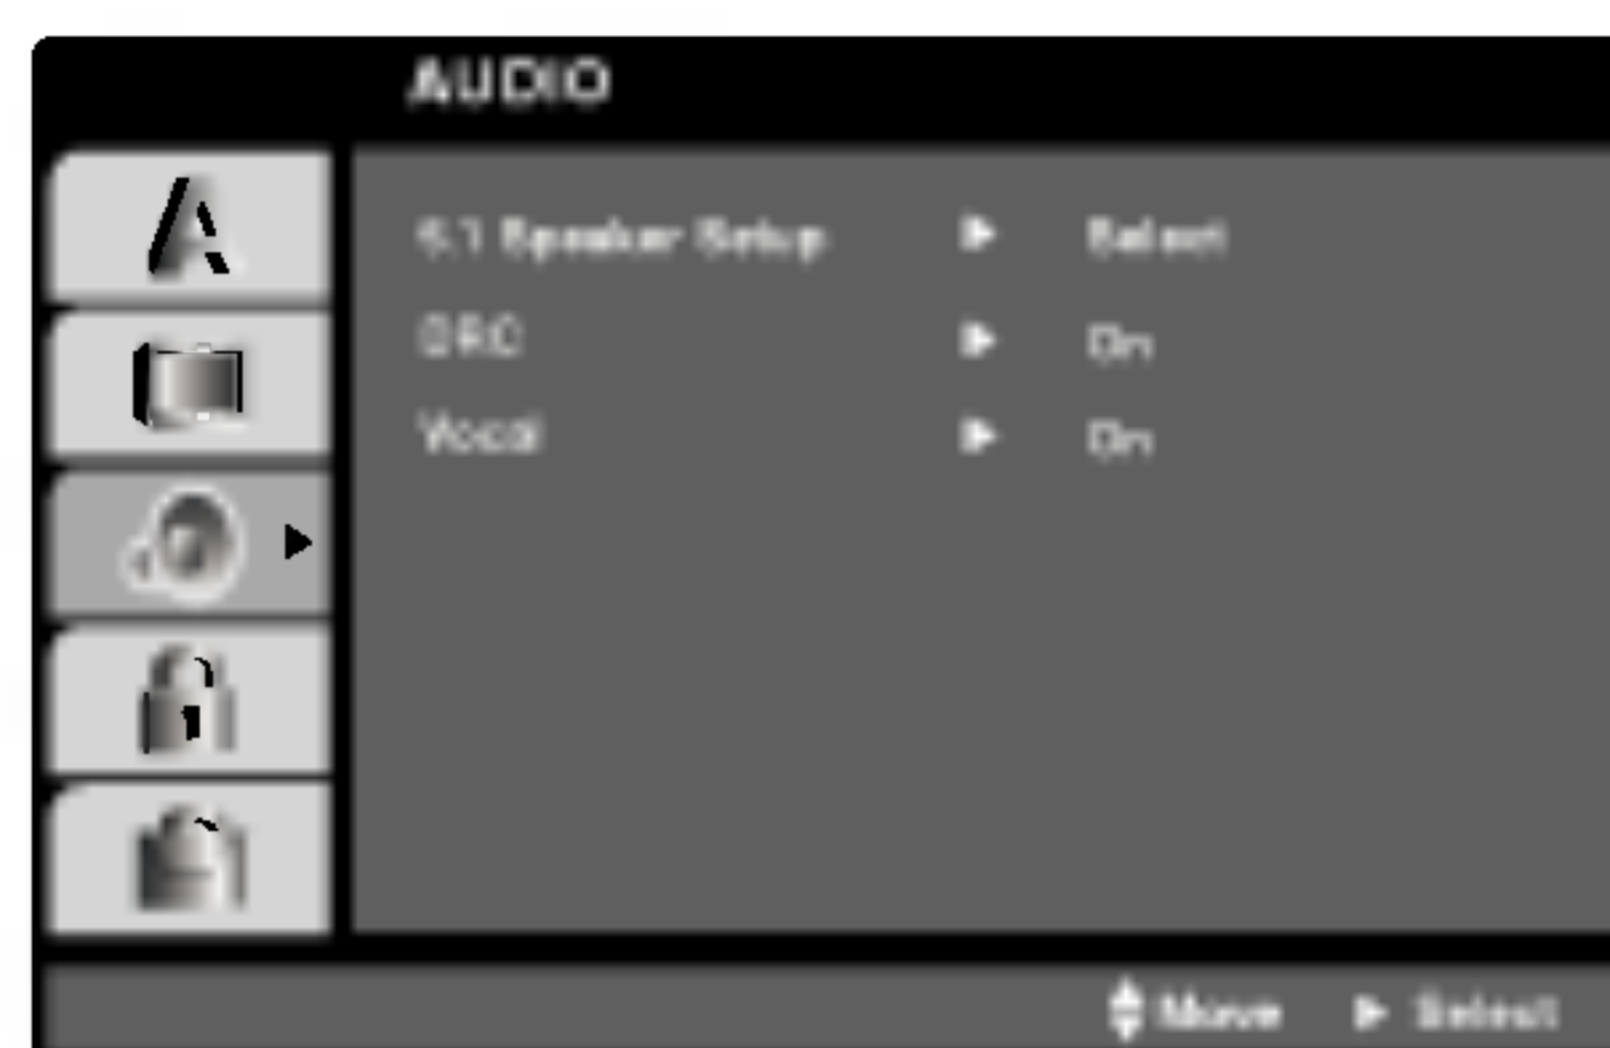 AUDIO
5.1 Speaker Setup Select
DRC On
Vocal On
Move Select